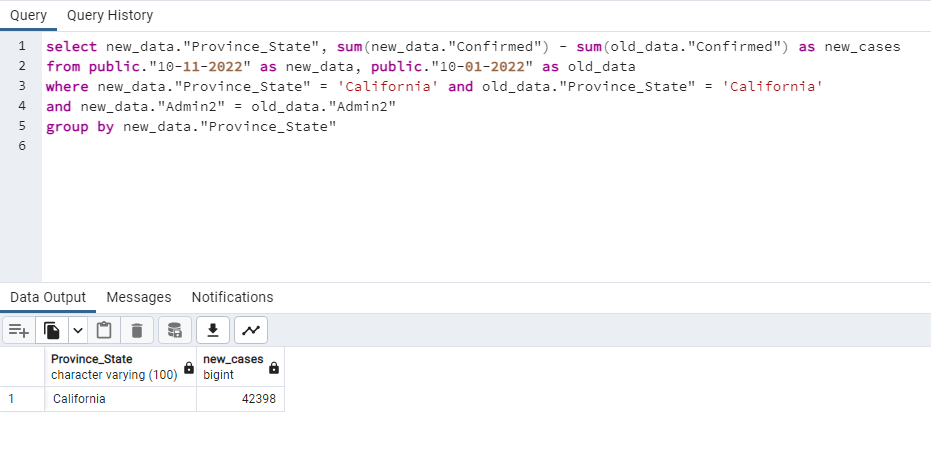 Query Query History
1 select new_data."Province_State", sum(new_data."Confirmed") - sum(old_data."Confirmed") as new_cases
2 from public."10-11-2022" as new_data, public."10-01-2022" as old_data
3 where new_data."Province_State" = 'California' and old_data."Province_State" = 'California'
4 and new_data."Admin2" = old_data."Admin2"
5 group by new_data."Province_State"
6
Data Output Messages Notifications
Province_State new_cases
character varying (100) bigint
1 California 42398